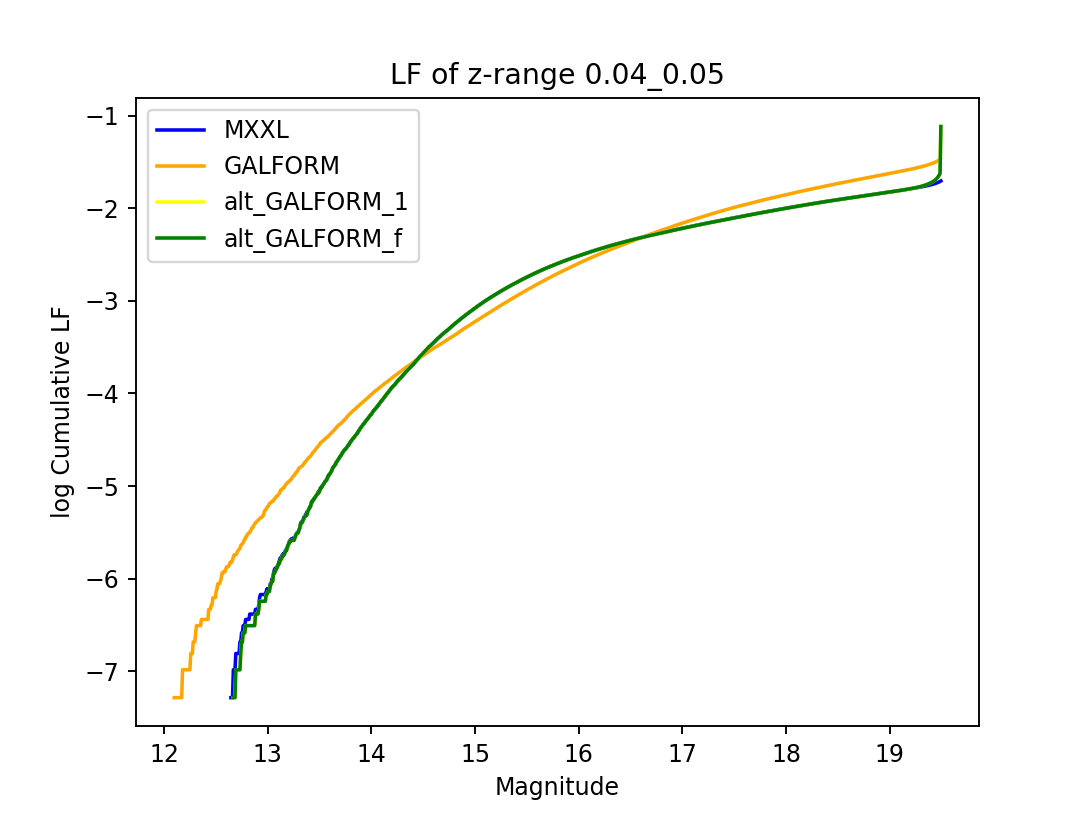 LF of z-range 0.04_0.05
MXXL
GALFORM
alt_GALFORM_1
alt_GALFORM_f
log Cumulative LF
−1
−2
−3
−4
−5
−6
−7
12 13 14 15 16 17 18 19
Magnitude